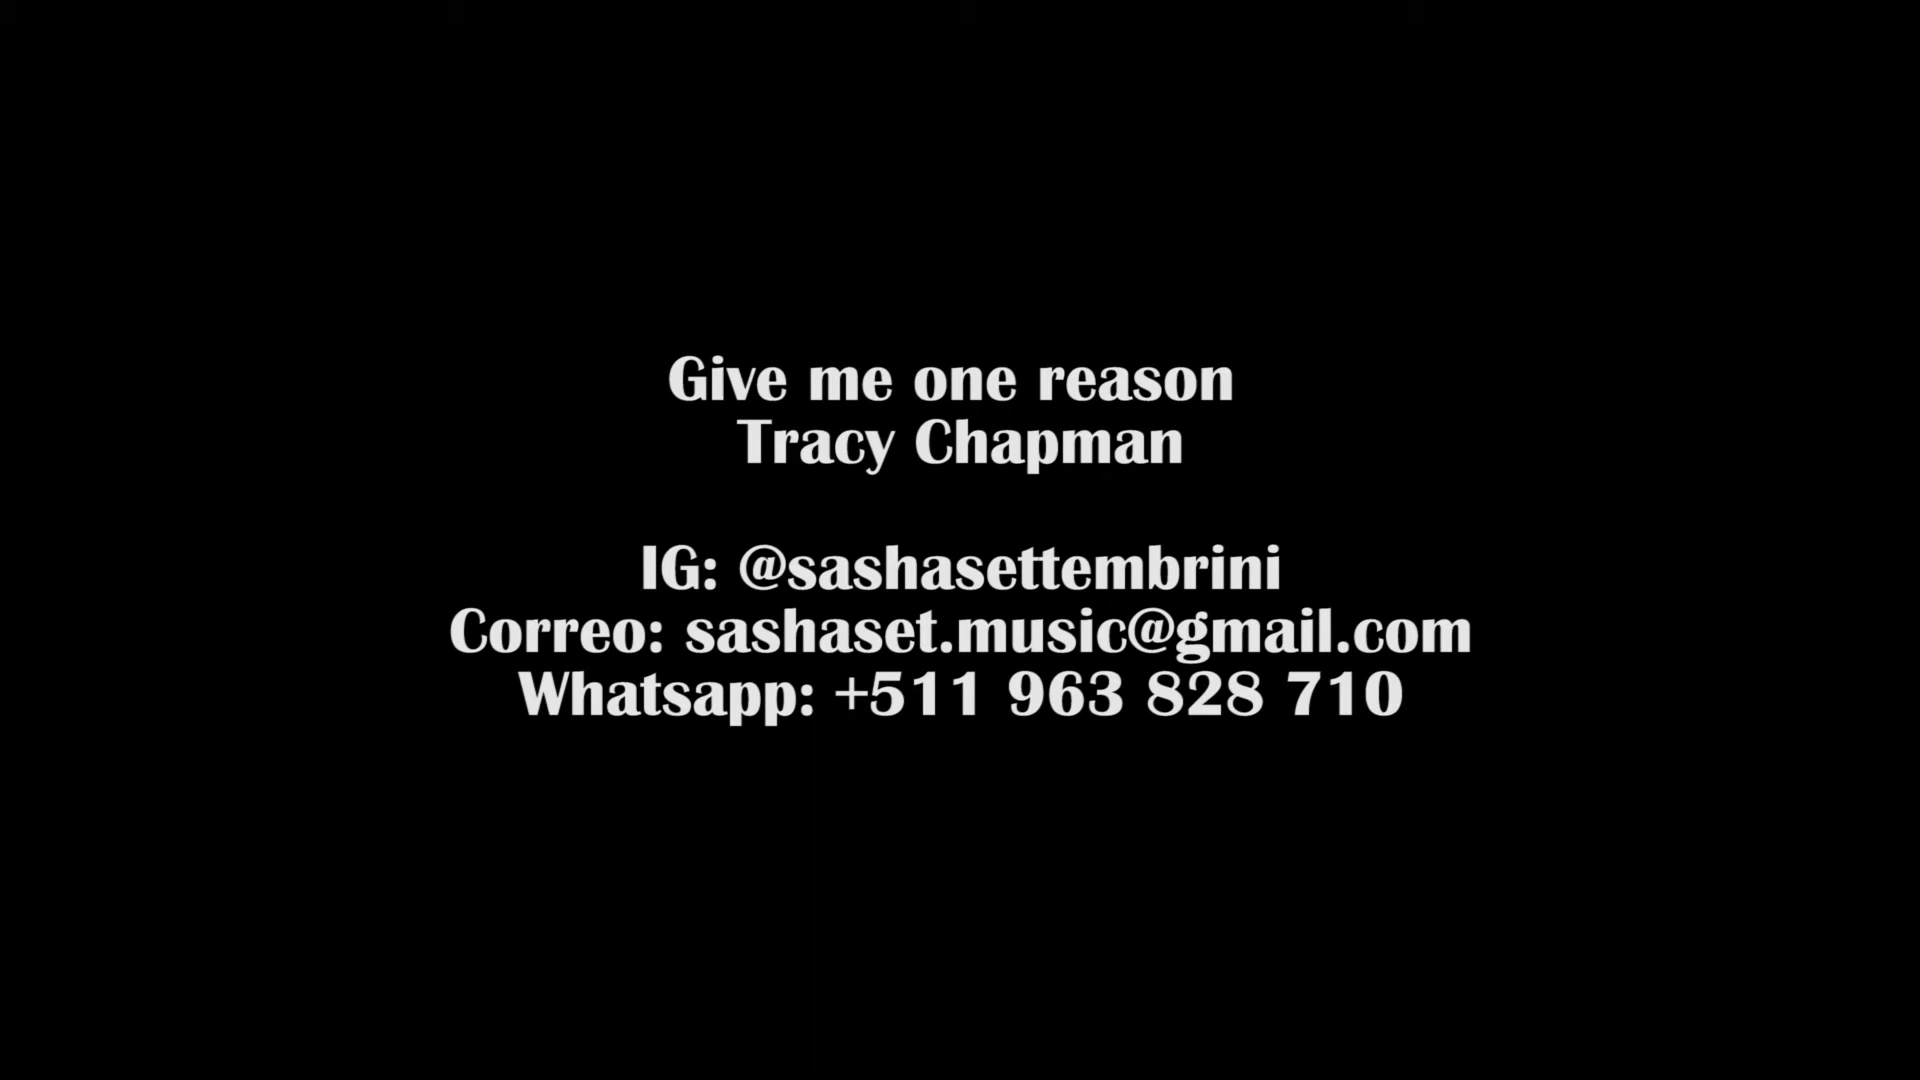 Give me one reason
Tracy Chapman
IG: @sashasettembrini
Correo: sashaset.music@gmail.com
Whatsapp: +511 963 828 710